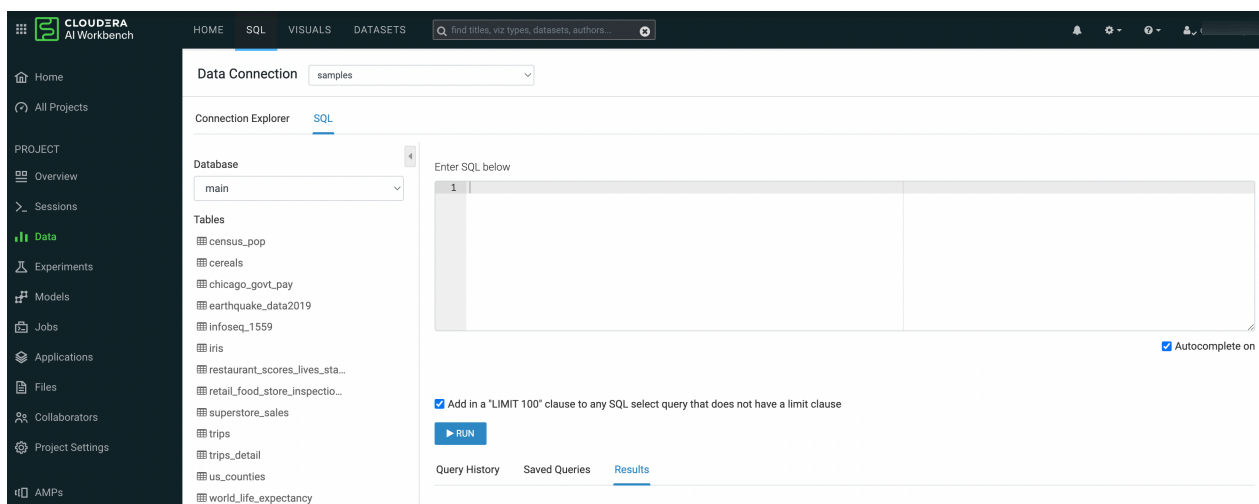 CLOUDERA
AI Workbench
HOME SQL VISUALS DATASETS
find titles, viz types, datasets, authors...
Home
All Projects
PROJECT
Overview
Sessions
Data
Experiments
Models
Jobs
Applications
Files
Collaborators
Project Settings
AMPs
Data Connection samples
Connection Explorer SQL
Database
main
Tables
census_pop
cereals
chicago_govt_pay
earthquake_data2019
infoseq_1559
iris
restaurant_scores_lives_sta...
retail_food_store_inspectio...
superstore_sales
trips
trips_detail
us_counties
world_life_expectancy
Enter SQL below
1
Autocomplete on
Add in a "LIMIT 100" clause to any SQL select query that does not have a limit clause
RUN
Query History Saved Queries Results